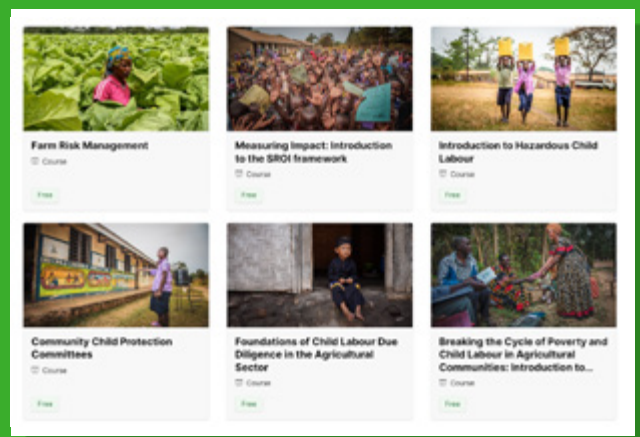 Farm Risk Management
Course
Free
Measuring Impact: Introduction
to the SROI framework
Course
Free
Introduction to Hazardous Child
Labour
Course
Free
Community Child Protection
Committees
Course
Free
Foundations of Child Labour Due
Diligence in the Agricultural
Sector
Course
Free
Breaking the Cycle of Poverty and
Child Labour in Agricultural
Communities: Introduction to...
Course
Free